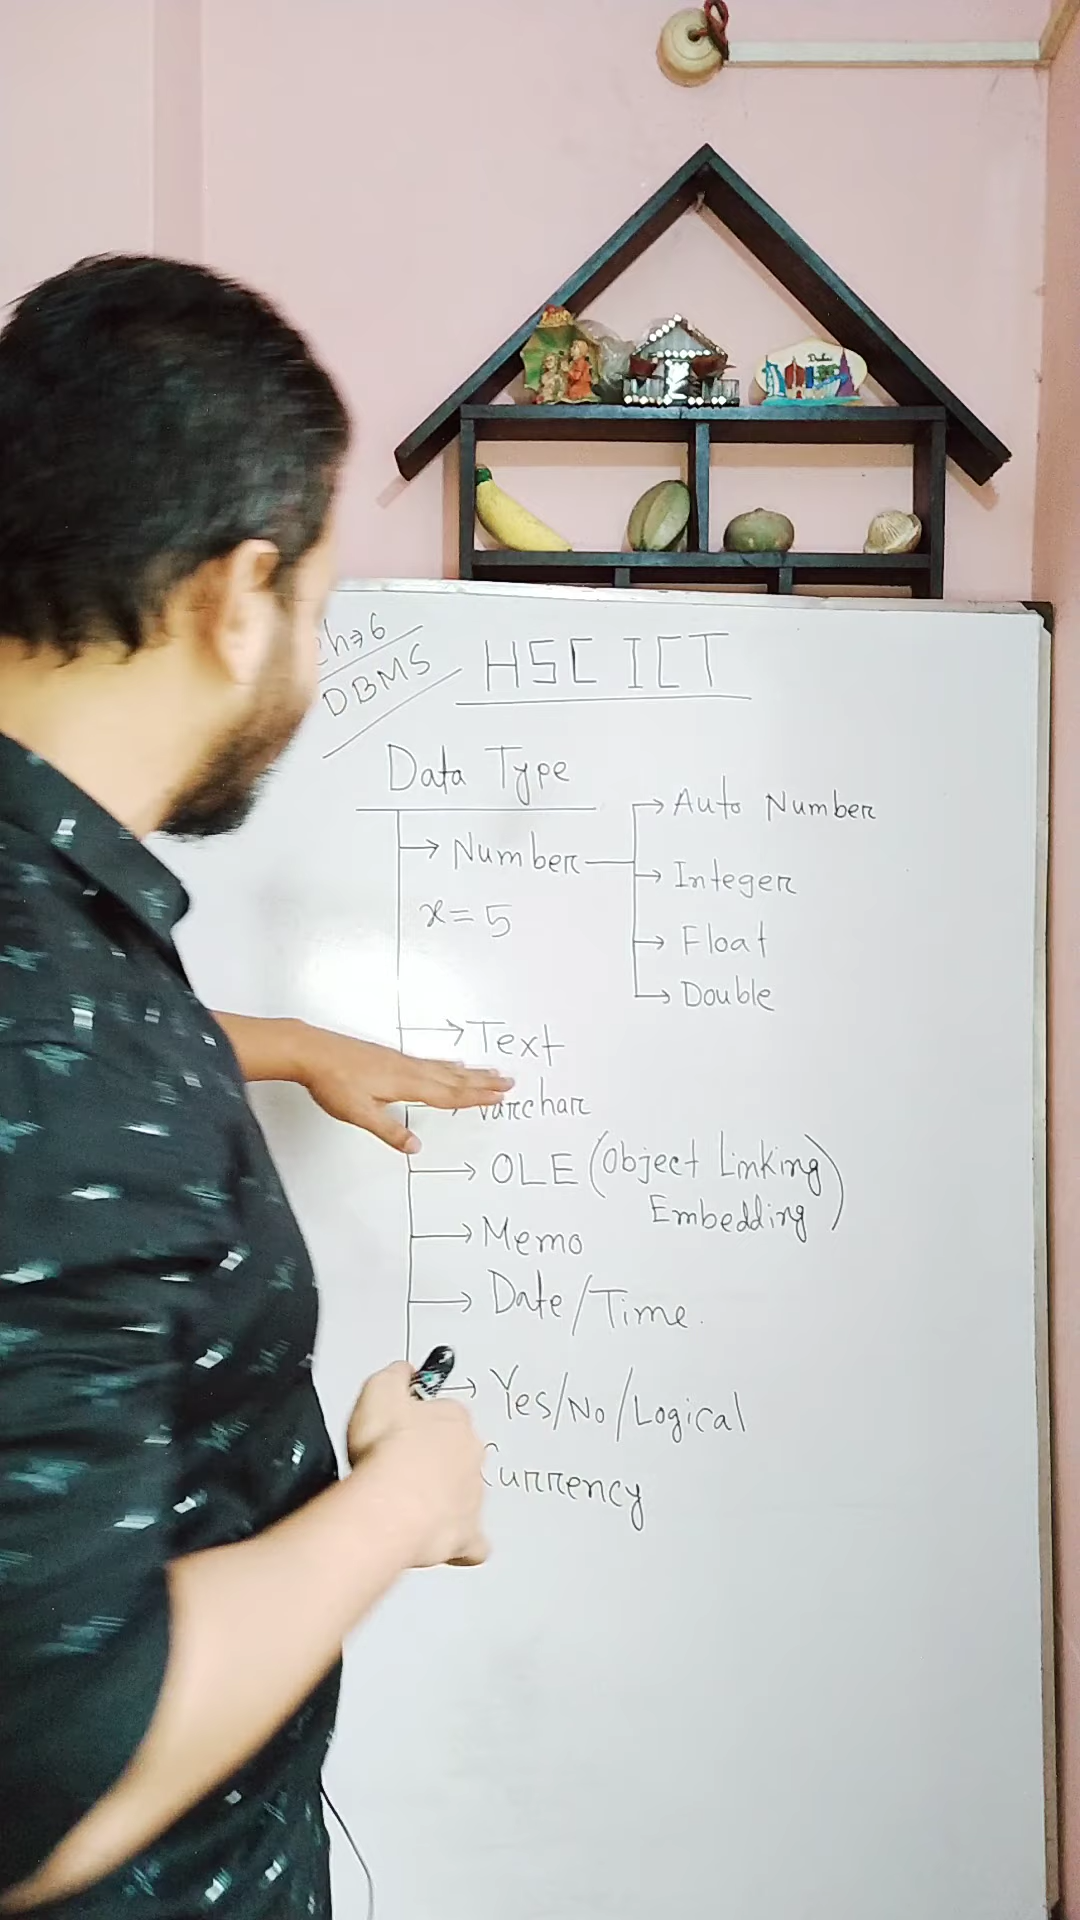 Ch⇒6
DBMS
HSC ICT
Data Type
→ Number
→ Auto Number
→ Integer
→ Float
→ Double
x = 5
→ Text
→ Varchar
→ OLE (Object Linking
Embedding)
→ Memo
→ Date/Time.
→ Yes/No/Logical
Currency
Dubai